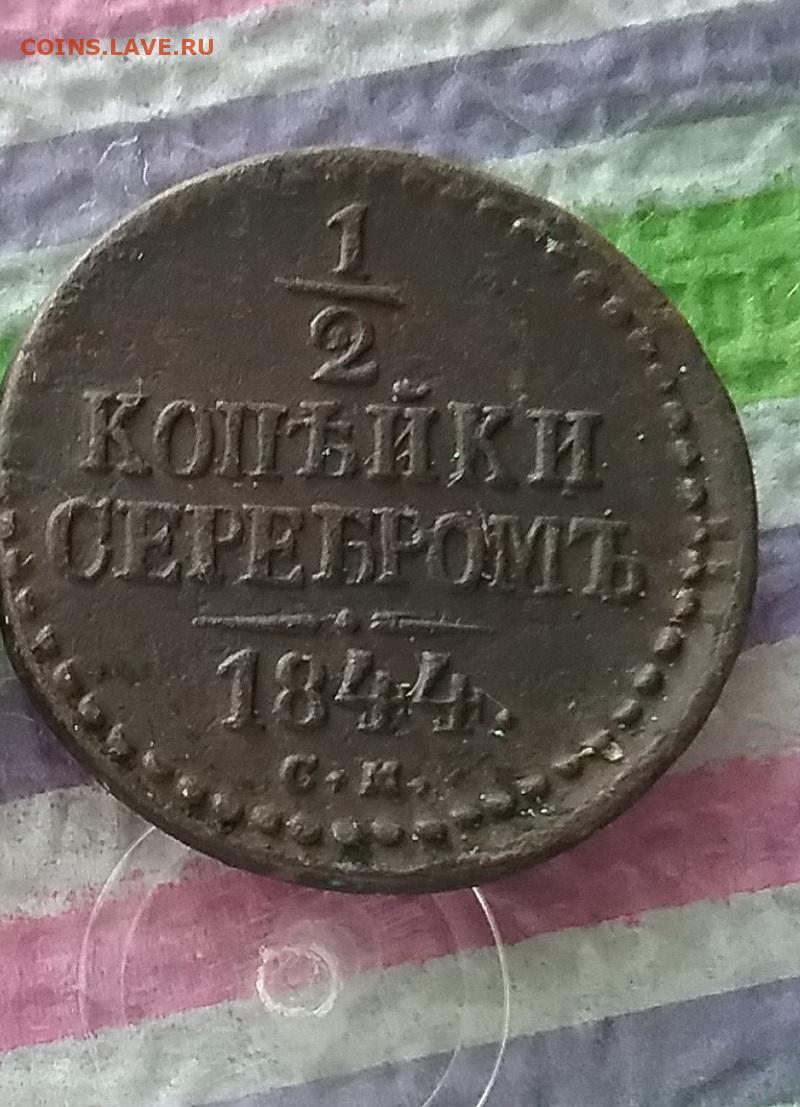 COINS.LAVE.RU
1
2
КОПѢЙКИ
СЕРЕБРОМЪ
1844.
С.М.